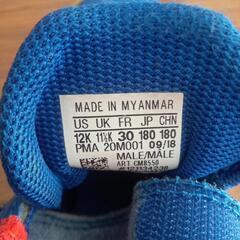 MADE IN MYANMAR
US UK FR JP CHN
12K 11½K 30 180 180
PMA 20M001 09/18
MALE/MÂLE
ART CM8550